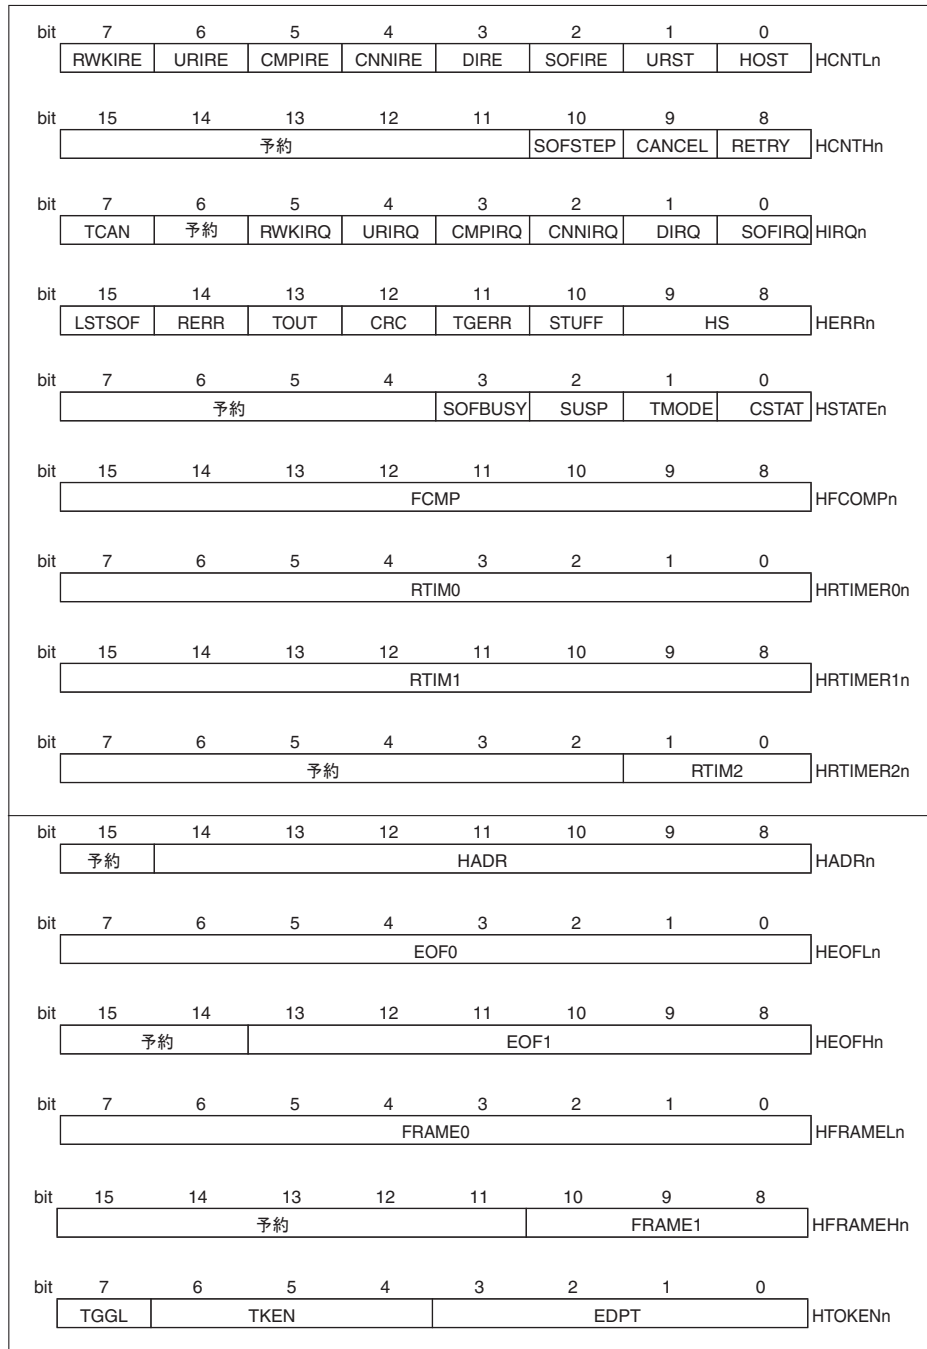 bit 7 6 5 4 3 2 1 0
RWKIRE URIRE CMPIRE CNNIRE DIRE SOFIRE URST HOST HCNTLn
bit 15 14 13 12 11 10 9 8
予約 SOFSTEP CANCEL RETRY HCNTHn
bit 7 6 5 4 3 2 1 0
TCAN 予約 RWKIRQ URIRQ CMPIRQ CNNIRQ DIRQ SOFIRQ HIRQn
bit 15 14 13 12 11 10 9 8
LSTSOF RERR TOUT CRC TGERR STUFF HS HERRn
bit 7 6 5 4 3 2 1 0
予約 SOFBUSY SUSP TMODE CSTAT HSTATEn
bit 15 14 13 12 11 10 9 8
FCMP HFCOMPn
bit 7 6 5 4 3 2 1 0
RTIM0 HRTIMER0n
bit 15 14 13 12 11 10 9 8
RTIM1 HRTIMER1n
bit 7 6 5 4 3 2 1 0
予約 RTIM2 HRTIMER2n
bit 15 14 13 12 11 10 9 8
予約 HADR HADRn
bit 7 6 5 4 3 2 1 0
EOF0 HEOFLn
bit 15 14 13 12 11 10 9 8
予約 EOF1 HEOFHn
bit 7 6 5 4 3 2 1 0
FRAME0 HFRAMELn
bit 15 14 13 12 11 10 9 8
予約 FRAME1 HFRAMEHn
bit 7 6 5 4 3 2 1 0
TGGL TKEN EDPT HTOKENn